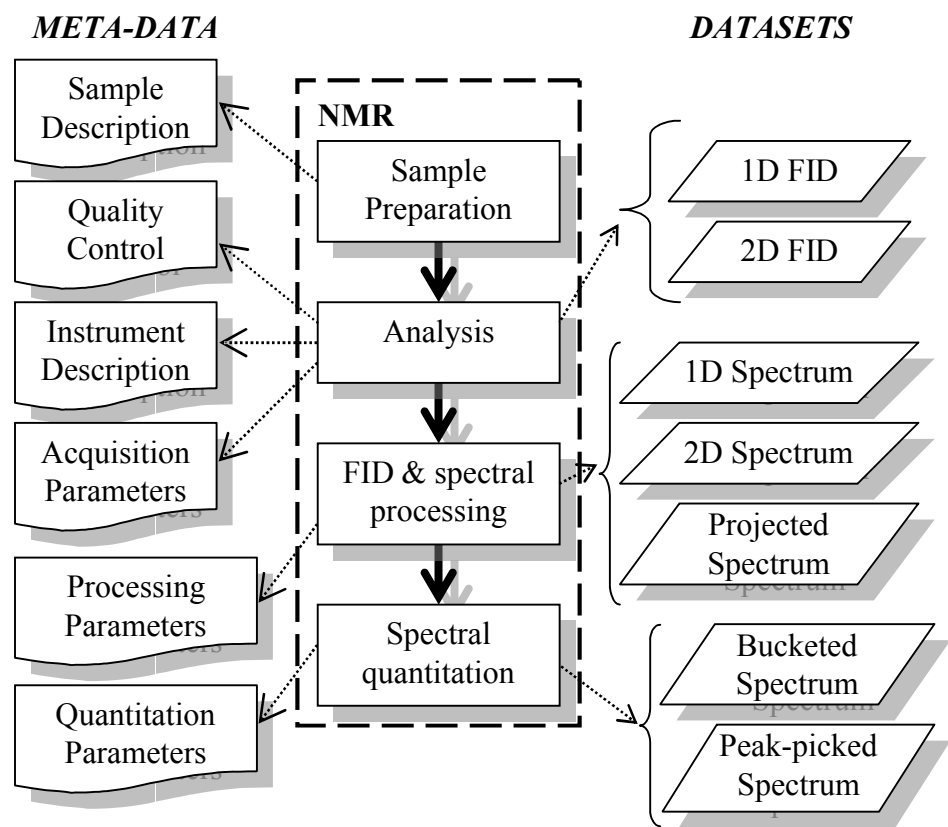 META-DATA
Sample
Description
Quality
Control
Instrument
Description
Acquisition
Parameters
Processing
Parameters
Quantitation
Parameters
NMR
Sample
Preparation
Analysis
FID & spectral
processing
Spectral
quantitation
DATASETS
1D FID
2D FID
1D Spectrum
2D Spectrum
Projected
Spectrum
Bucketed
Spectrum
Peak-picked
Spectrum